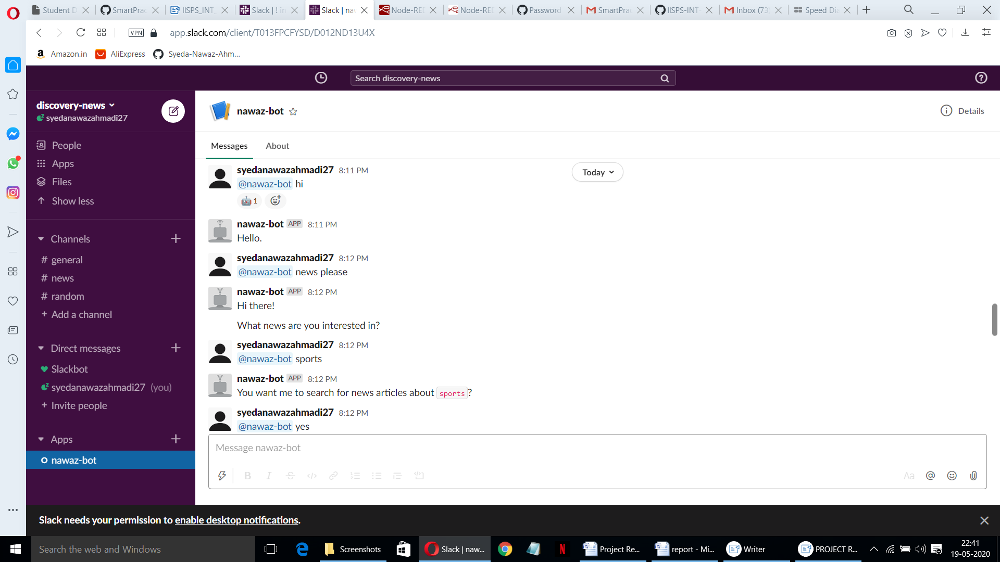 Student D
SmartPrac
IISPS_INT_
Slack | ! in
Slack | nav
Node-RED
Node-RED
Password
SmartPrac
IISPS-INT-
Inbox (73)
Speed Dia
VPN
app.slack.com/client/T013FPCFYSD/D012ND13U4X
Amazon.in
AliExpress
Syeda-Nawaz-Ahm...
Search discovery-news
discovery-news
syedanawazahmadi27
People
Apps
Files
Show less
Channels
# general
# news
# random
+ Add a channel
Direct messages
Slackbot
syedanawazahmadi27 (you)
+ Invite people
Apps
nawaz-bot
nawaz-bot
Details
Messages
About
Today
syedanawazahmadi27 8:11 PM
@nawaz-bot hi
1
nawaz-bot APP 8:11 PM
Hello.
syedanawazahmadi27 8:12 PM
@nawaz-bot news please
nawaz-bot APP 8:12 PM
Hi there!
What news are you interested in?
syedanawazahmadi27 8:12 PM
@nawaz-bot sports
nawaz-bot APP 8:12 PM
You want me to search for news articles about sports?
syedanawazahmadi27 8:12 PM
@nawaz-bot yes
Message nawaz-bot
B I S
Aa @
Slack needs your permission to enable desktop notifications.
Search the web and Windows
Screenshots
Slack | naw...
Project Re...
report - Mi...
Writer
PROJECT R...
22:41
19-05-2020